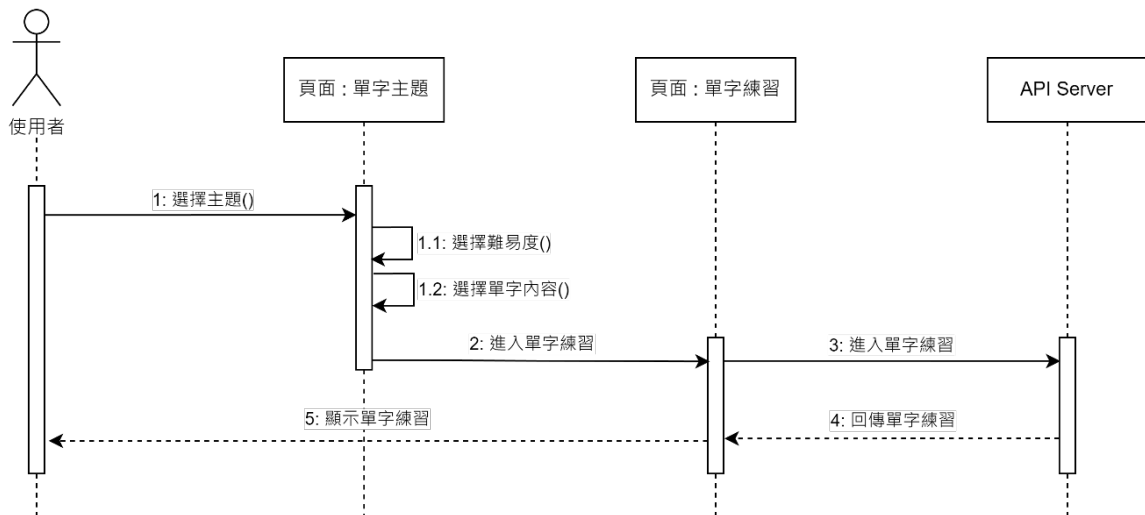 使用者
頁面 : 單字主題
頁面 : 單字練習
API Server
1: 選擇主題()
1.1: 選擇難易度()
1.2: 選擇單字內容()
2: 進入單字練習
3: 進入單字練習
4: 回傳單字練習
5: 顯示單字練習